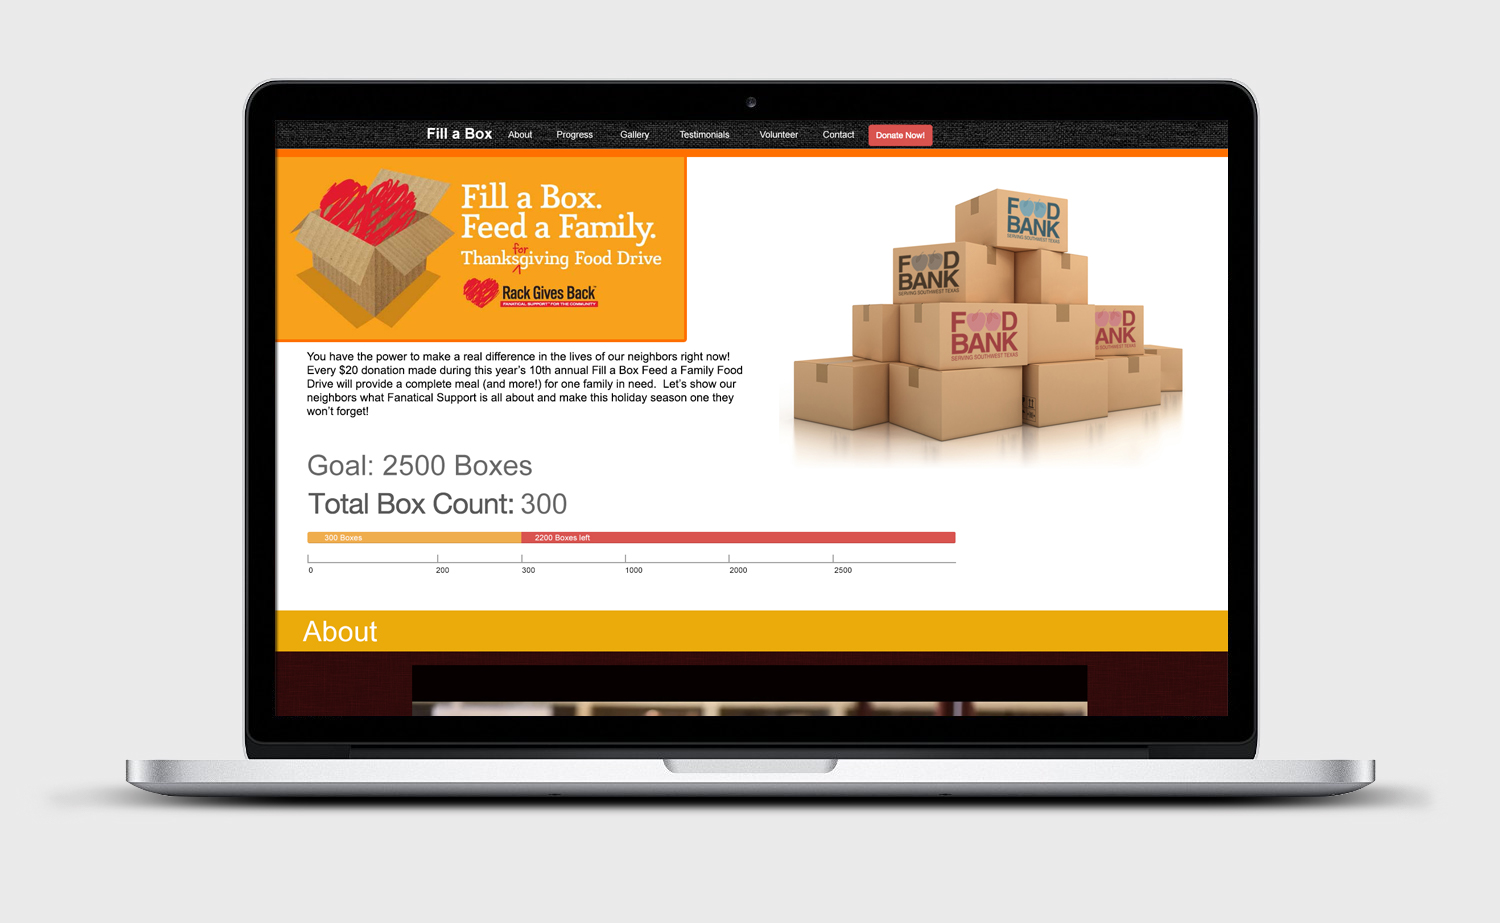 Fill a Box About Progress Gallery Testimonials Volunteer Contact Donate Now!
Fill a Box.
Feed a Family.
for
Thanksgiving Food Drive
Rack Gives Back™
FANATICAL SUPPORT™ FOR THE COMMUNITY
FOOD
BANK
SERVING SOUTHWEST TEXAS
FOOD
BANK
SERVING SOUTHWEST TEXAS
FOOD
BANK
SERVING SOUTHWEST TEXAS
FOOD
BANK
You have the power to make a real difference in the lives of our neighbors right now!
Every $20 donation made during this year’s 10th annual Fill a Box Feed a Family Food
Drive will provide a complete meal (and more!) for one family in need. Let’s show our
neighbors what Fanatical Support is all about and make this holiday season one they
won’t forget!
Goal: 2500 Boxes
Total Box Count: 300
300 Boxes 2200 Boxes left
0 200 300 1000 2000 2500
About